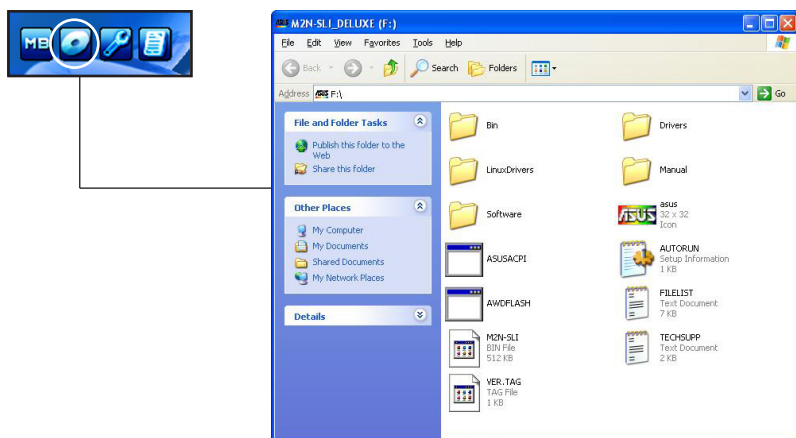 MB
M2N-SLI_DELUXE (F:)
File Edit View Favorites Tools Help
Back Search Folders
Address F:\ Go
File and Folder Tasks
Publish this folder to the
Web
Share this folder
Other Places
My Computer
My Documents
Shared Documents
My Network Places
Details
Bin
Drivers
LinuxDrivers
Manual
Software
ASUS
asus
32 x 32
Icon
ASUSACPI
AUTORUN
Setup Information
1 KB
AWDFLASH
FILELIST
Text Document
7 KB
M2N-SLI
BIN File
512 KB
TECHSUPP
Text Document
2 KB
VER.TAG
TAG File
1 KB